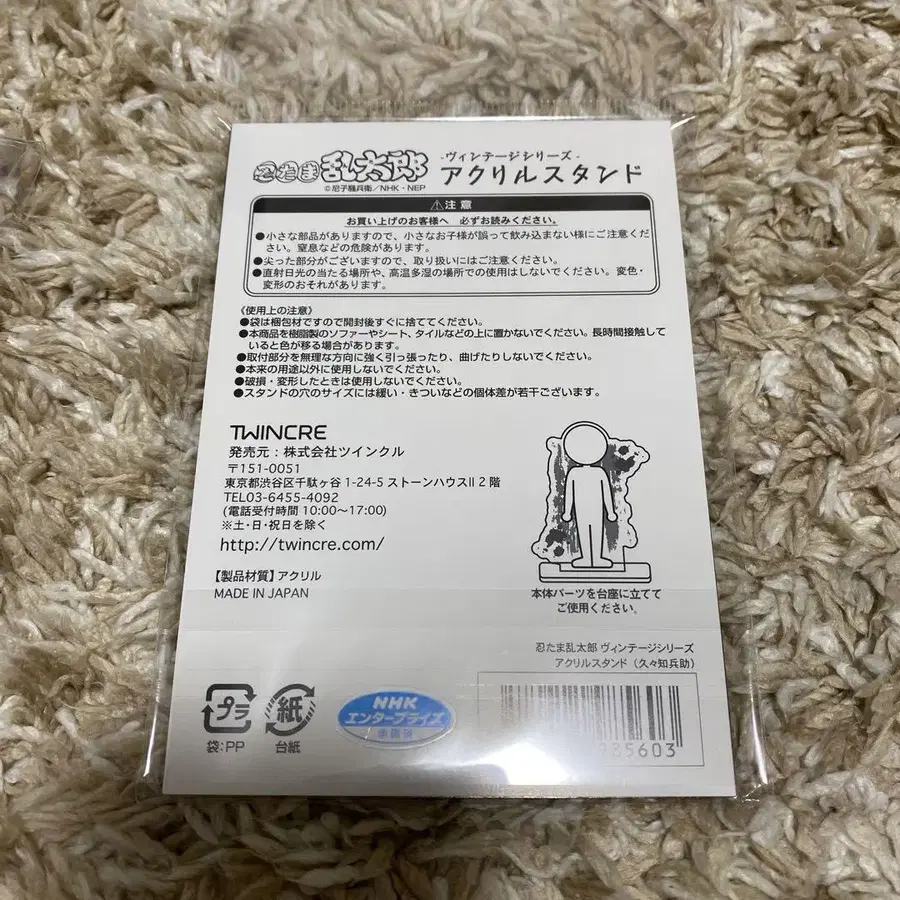 忍たま乱太郎
©尼子騒兵衛/NHK・NEP
-ヴィンテージシリーズ-
アクリルスタンド
⚠注意
お買い上げのお客様へ 必ずお読みください。
●小さな部品がありますので、小さなお子様が誤って飲み込まない様にご注意くだ
さい。窒息などの危険があります。
●尖った部分がございますので、取り扱いにはご注意ください。
●直射日光の当たる場所や、高温多湿の場所での使用はしないでください。変色・
変形のおそれがあります。
《使用上の注意》
●袋は梱包材ですので開封後すぐに捨ててください。
●本商品を樹脂製のソファーやシート、タイルなどの上に置かないでください。長時間接触して
いると色が移る場合があります。
●取付部分を無理な方向に強く引っ張ったり、曲げたりしないでください。
●本来の用途以外に使用しないでください。
●破損・変形したときは使用しないでください。
●スタンドの穴のサイズには緩い・きついなどの個体差が若干ございます。
TWINCRE
発売元:株式会社ツインクル
〒151-0051
東京都渋谷区千駄ヶ谷 1-24-5 ストーンハウスII 2 階
TEL03-6455-4092
(電話受付時間 10:00〜17:00)
※土・日・祝日を除く
http://twincre.com/
【製品材質】アクリル
MADE IN JAPAN
本体パーツを台座に立てて
ご使用ください。
忍たま乱太郎 ヴィンテージシリーズ
アクリルスタンド(久々知兵助)
プラ
袋:PP
紙
台紙
NHK
エンタープライズ
985603